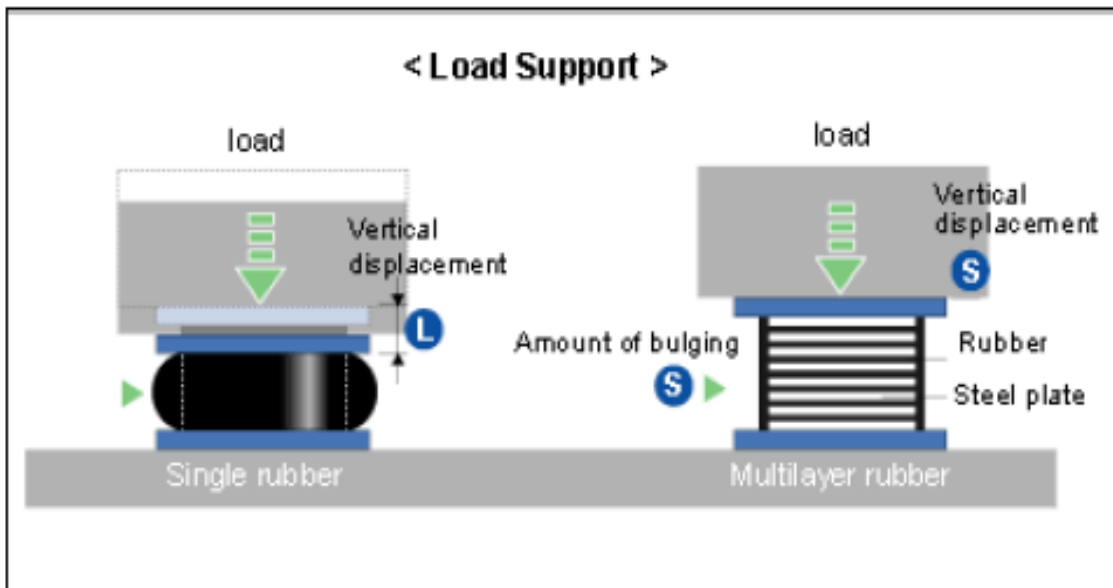 < Load Support >
load
load
Vertical
displacement
L
Vertical
displacement
S
Amount of bulging
S
Rubber
Steel plate
Single rubber
Multilayer rubber